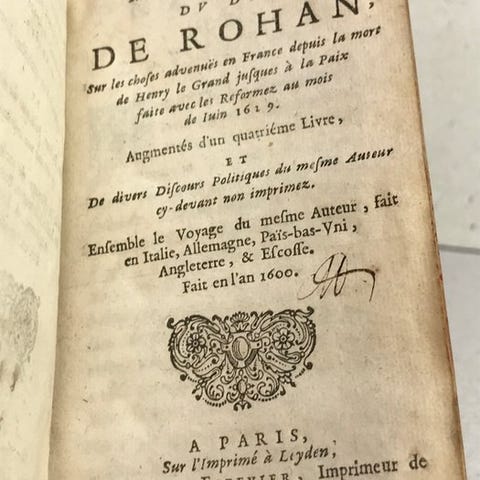 DV D
DE ROHAN,
Sur les choses advenuës en France depuis la mort
de Henry le Grand jusques à la Paix
faite avec les Reformez au mois
de Iuin 1629.
Augmentés d'un quatriéme Livre,
ET
De divers Discours Politiques du mesme Auteur
cy-devant non imprimez.
Ensemble le Voyage du mesme Auteur, fait
en Italie, Allemagne, Païs-bas-Vni,
Angleterre, & Escosse.
Fait en l'an 1600.
A PARIS,
Sur l'Imprimé à Leyden,
Imprimeur de